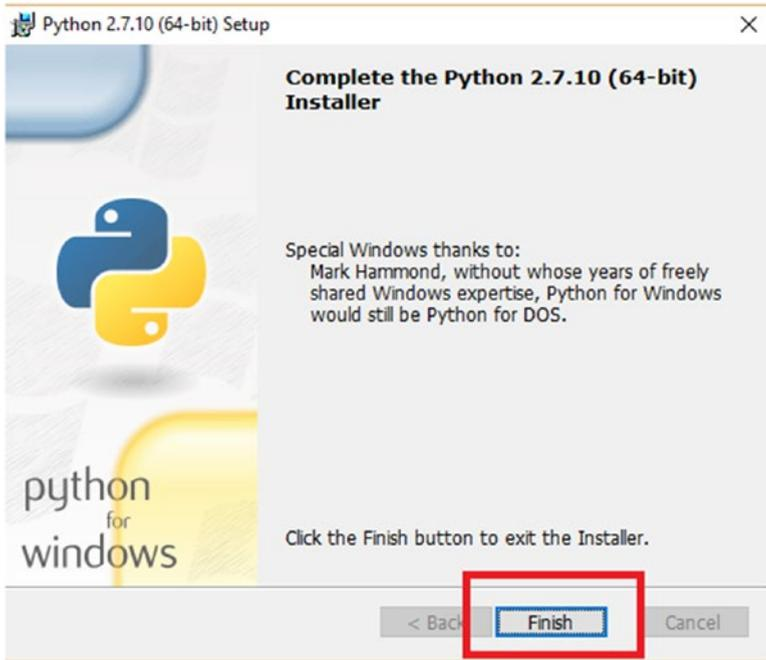 Python 2.7.10 (64-bit) Setup
Complete the Python 2.7.10 (64-bit)
Installer
Special Windows thanks to:
Mark Hammond, without whose years of freely
shared Windows expertise, Python for Windows
would still be Python for DOS.
python
for
windows
Click the Finish button to exit the Installer.
< Back
Finish
Cancel